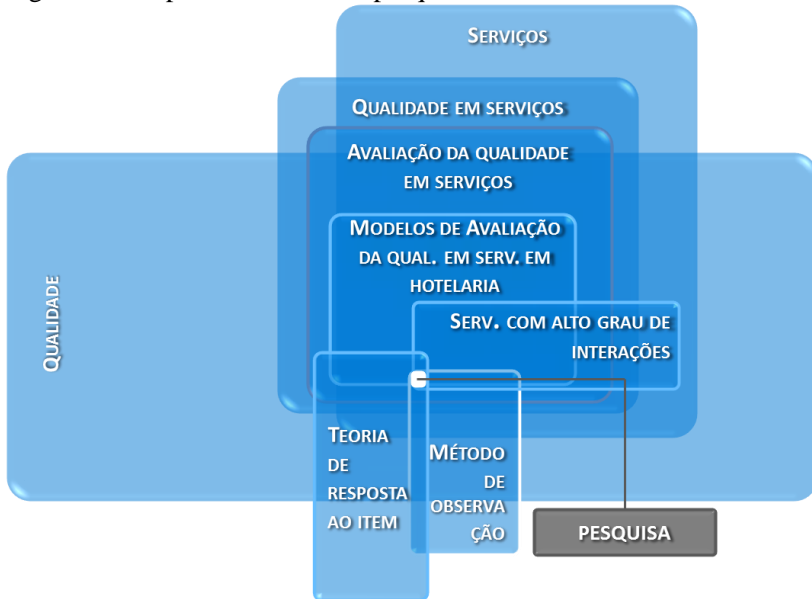 SERVIÇOS
QUALIDADE EM SERVIÇOS
AVALIAÇÃO DA QUALIDADE
EM SERVIÇOS
MODELOS DE AVALIAÇÃO
DA QUAL. EM SERV. EM
HOTELARIA
SERV. COM ALTO GRAU DE
INTERAÇÕES
QUALIDADE
TEORIA
DE
RESPOSTA
AO ITEM
MÉTODO
DE
OBSERVA
ÇÃO
PESQUISA